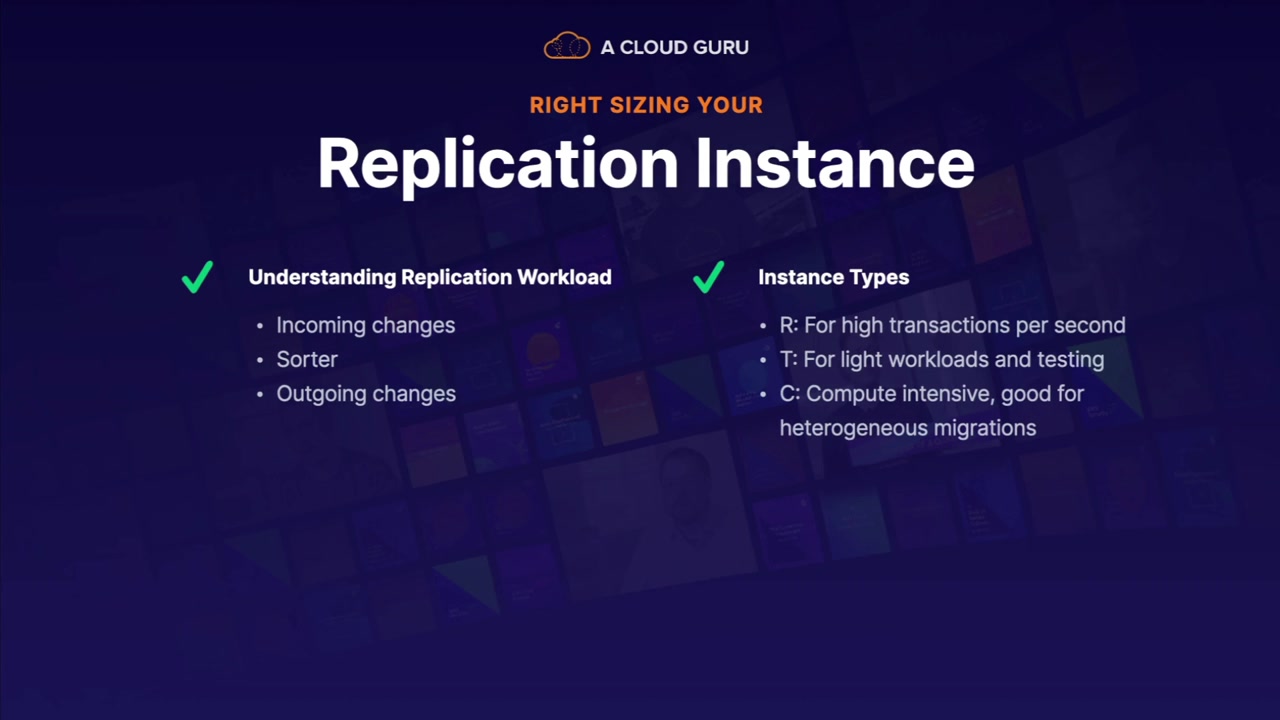 A CLOUD GURU
RIGHT SIZING YOUR
Replication Instance
Understanding Replication Workload
• Incoming changes
• Sorter
• Outgoing changes
Instance Types
• R: For high transactions per second
• T: For light workloads and testing
• C: Compute intensive, good for
heterogeneous migrations